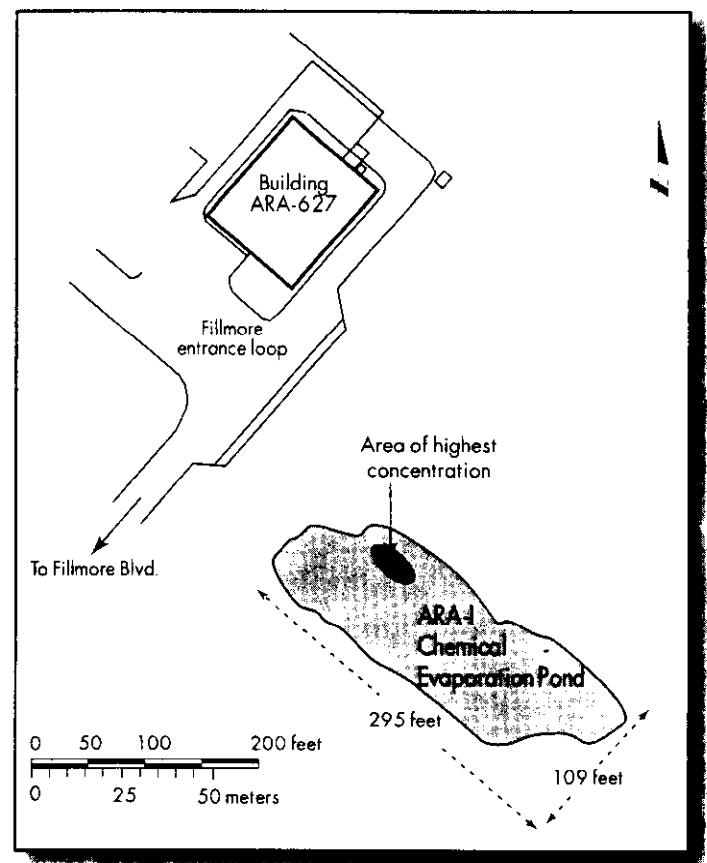 Building
ARA-627
Fillmore
entrance loop
Area of highest
concentration
To Fillmore Blvd.
ARA-I
Chemical
Evaporation Pond
295 feet
109 feet
0 50 100 200 feet
0 25 50 meters